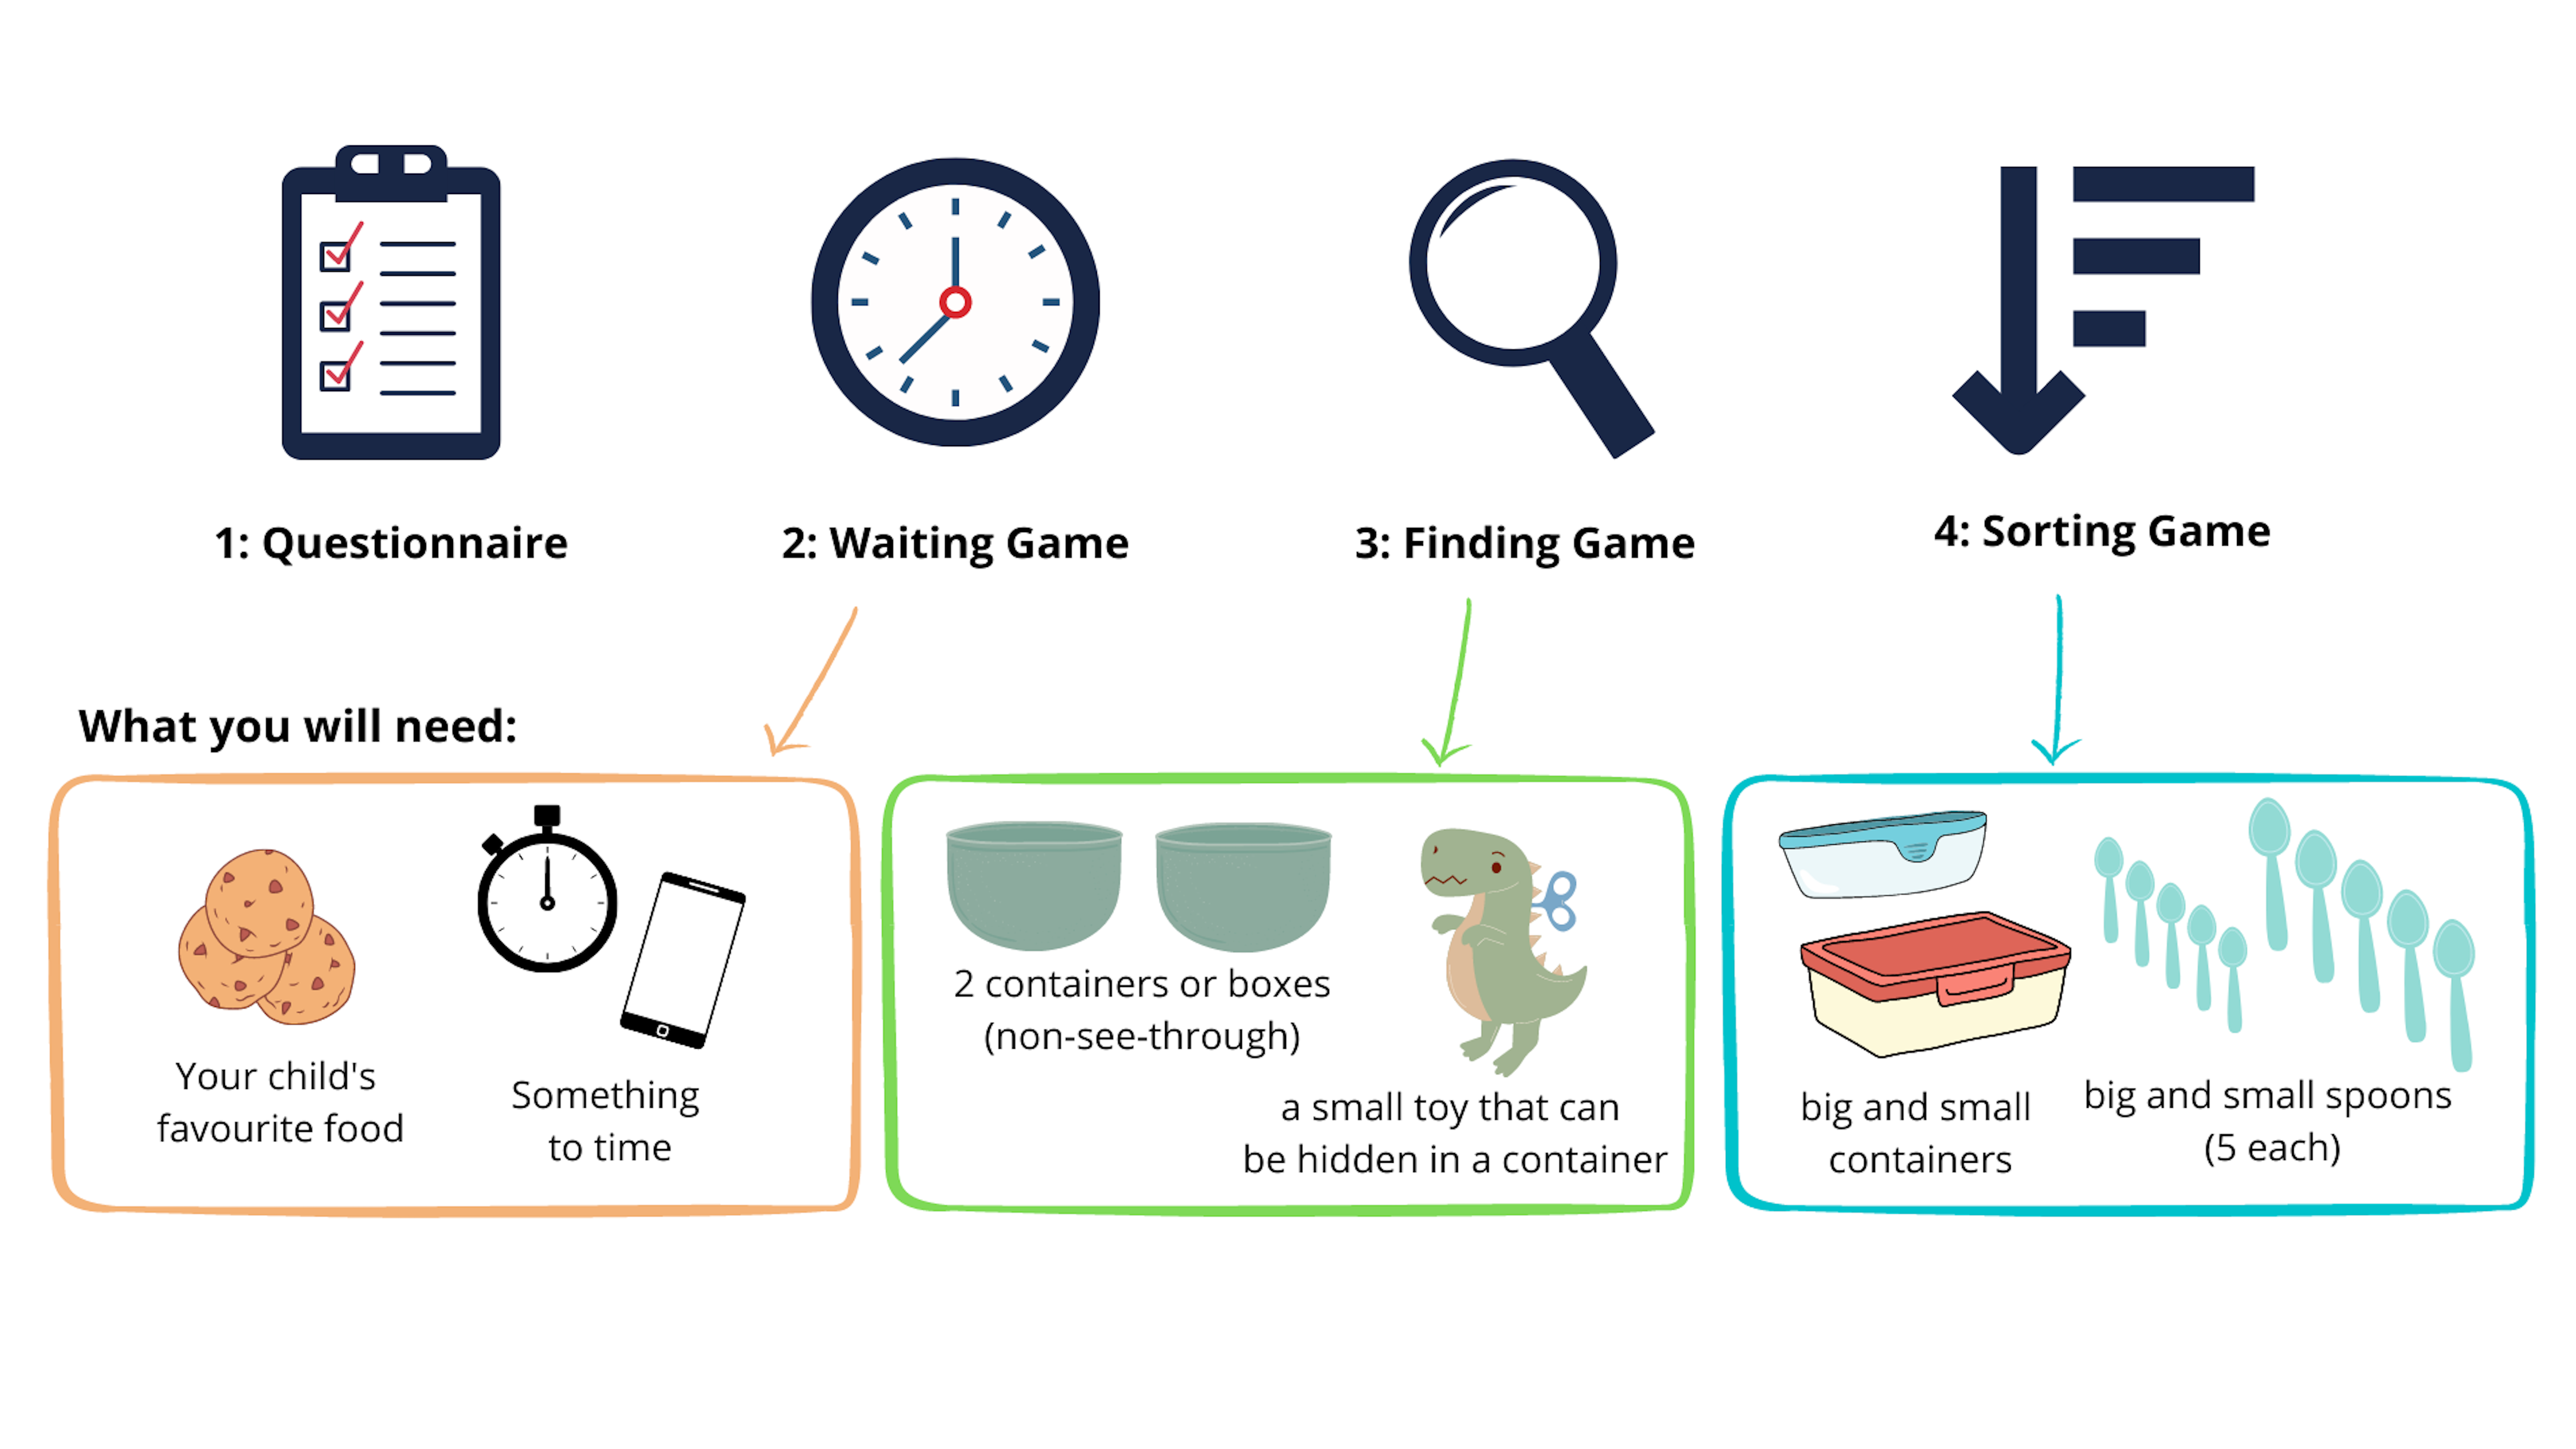 1: Questionnaire
2: Waiting Game
3: Finding Game
4: Sorting Game
What you will need:
Your child's
favourite food
Something
to time
2 containers or boxes
(non-see-through)
a small toy that can
be hidden in a container
big and small
containers
big and small spoons
(5 each)